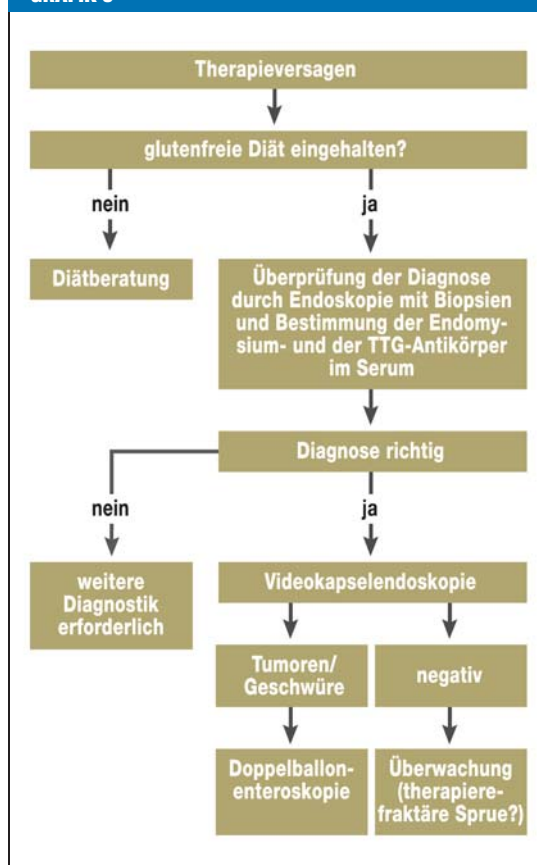 Therapieversagen
glutenfreie Diät eingehalten?
nein
ja
Diätberatung
Überprüfung der Diagnose
durch Endoskopie mit Biopsien
und Bestimmung der Endomy-
sium- und der TTG-Antikörper
im Serum
Diagnose richtig
nein
ja
weitere
Diagnostik
erforderlich
Videokapselendoskopie
Tumoren/
Geschwüre
negativ
Doppelballon-
enteroskopie
Überwachung
(therapiere-
fraktäre Sprue?)